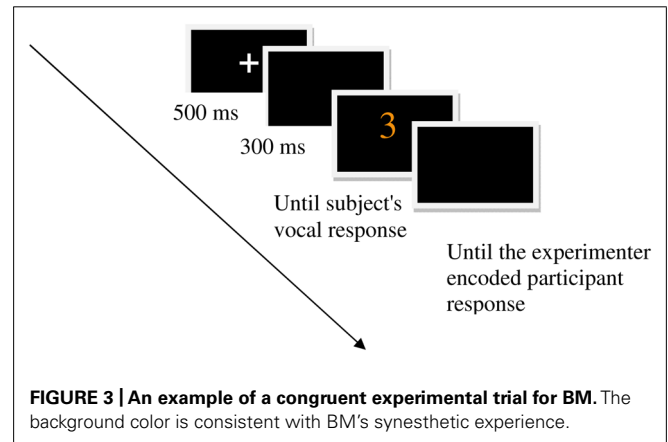 +
500 ms
300 ms
3
Until subject's
vocal response
Until the experimenter
encoded participant
response
FIGURE 3 | An example of a congruent experimental trial for BM. The
background color is consistent with BM's synesthetic experience.